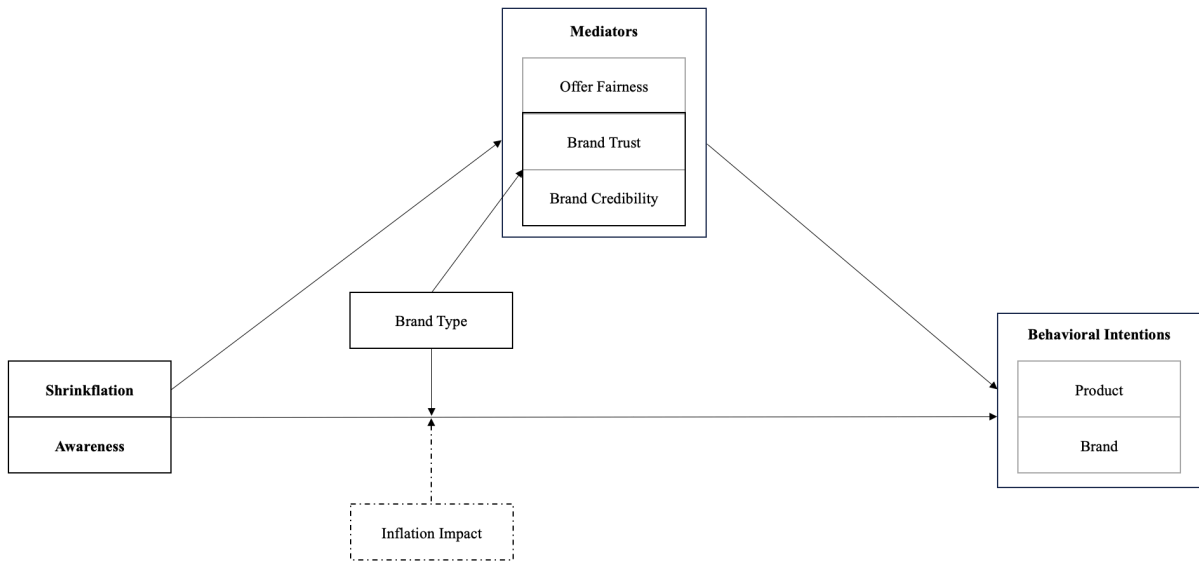 Mediators
Offer Fairness
Brand Trust
Brand Credibility
Brand Type
Behavioral Intentions
Shrinkflation
Product
Awareness
Brand
Inflation Impact